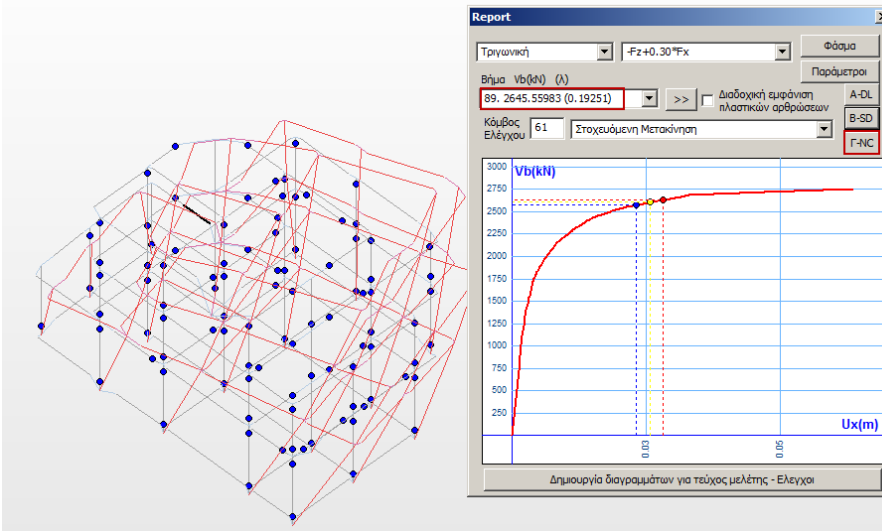 Report
Τριγωνική -Fz+0.30*Fx Φάσμα
Παράμετροι
Βήμα Vb(kN) (λ)
89. 2645.55983 (0.19251) >> Διαδοχική εμφάνιση πλαστικών αρθρώσεων A-DL
Κόμβος Ελέγχου 61 Στοχευόμενη Μετακίνηση B-SD
Γ-NC
Vb(kN)
3000
2750
2500
2250
2000
1750
1500
1250
1000
750
500
250
Ux(m)
0.03 0.05
Δημιουργία διαγραμμάτων για τεύχος μελέτης - Ελεγχοι